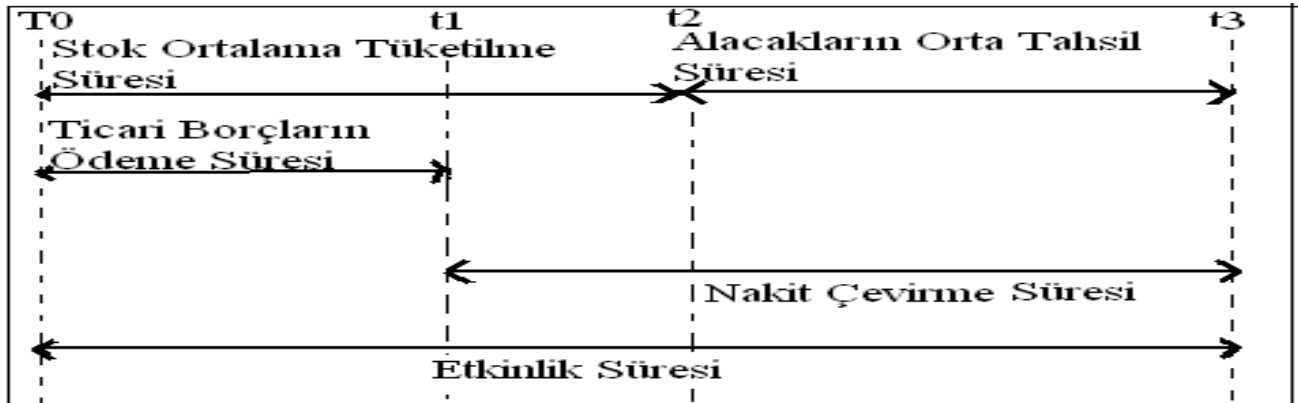 T0 t1 t2 t3
Stok Ortalama Tüketilme
Süresi
Alacakların Orta Tahsil
Süresi
Ticari Borçların
Ödeme Süresi
Nakit Çevirme Süresi
Etkinlik Süresi